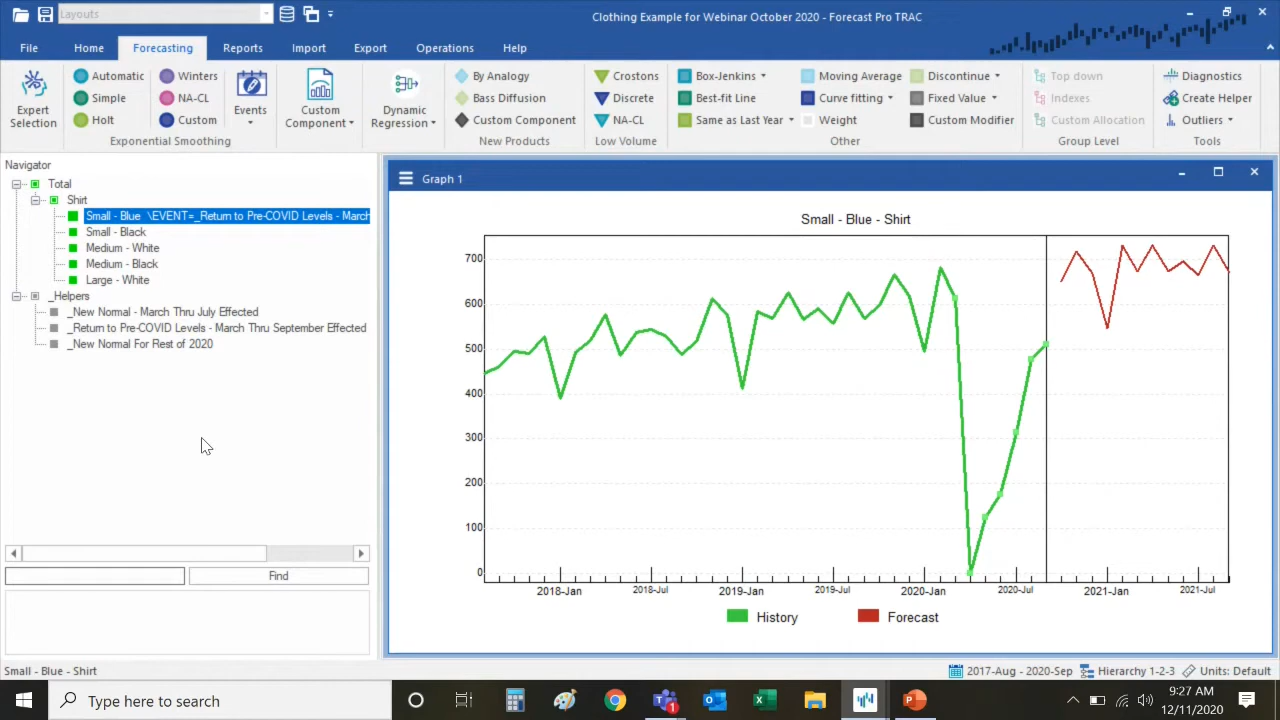 Layouts
Clothing Example for Webinar October 2020 - Forecast Pro TRAC
File Home Forecasting Reports Import Export Operations Help
Expert Selection
Automatic
Simple
Holt
Winters
NA-CL
Custom
Exponential Smoothing
Events
Custom Component
Dynamic Regression
By Analogy
Bass Diffusion
Custom Component
New Products
Crostons
Discrete
NA-CL
Low Volume
Box-Jenkins
Best-fit Line
Same as Last Year
Moving Average
Curve fitting
Weight
Discontinue
Fixed Value
Custom Modifier
Other
Top down
Indexes
Custom Allocation
Group Level
Diagnostics
Create Helper
Outliers
Tools
Navigator
Total
Shirt
Small - Blue \EVENT=_Return to Pre-COVID Levels - March
Small - Black
Medium - White
Medium - Black
Large - White
_Helpers
_New Normal - March Thru July Effected
_Return to Pre-COVID Levels - March Thru September Effected
_New Normal For Rest of 2020
Find
Graph 1
Small - Blue - Shirt
700
600
500
400
300
200
100
0
2018-Jan 2018-Jul 2019-Jan 2019-Jul 2020-Jan 2020-Jul 2021-Jan 2021-Jul
History Forecast
Small - Blue - Shirt
2017-Aug - 2020-Sep Hierarchy 1-2-3 Units: Default
Type here to search
1
9:27 AM
12/11/2020